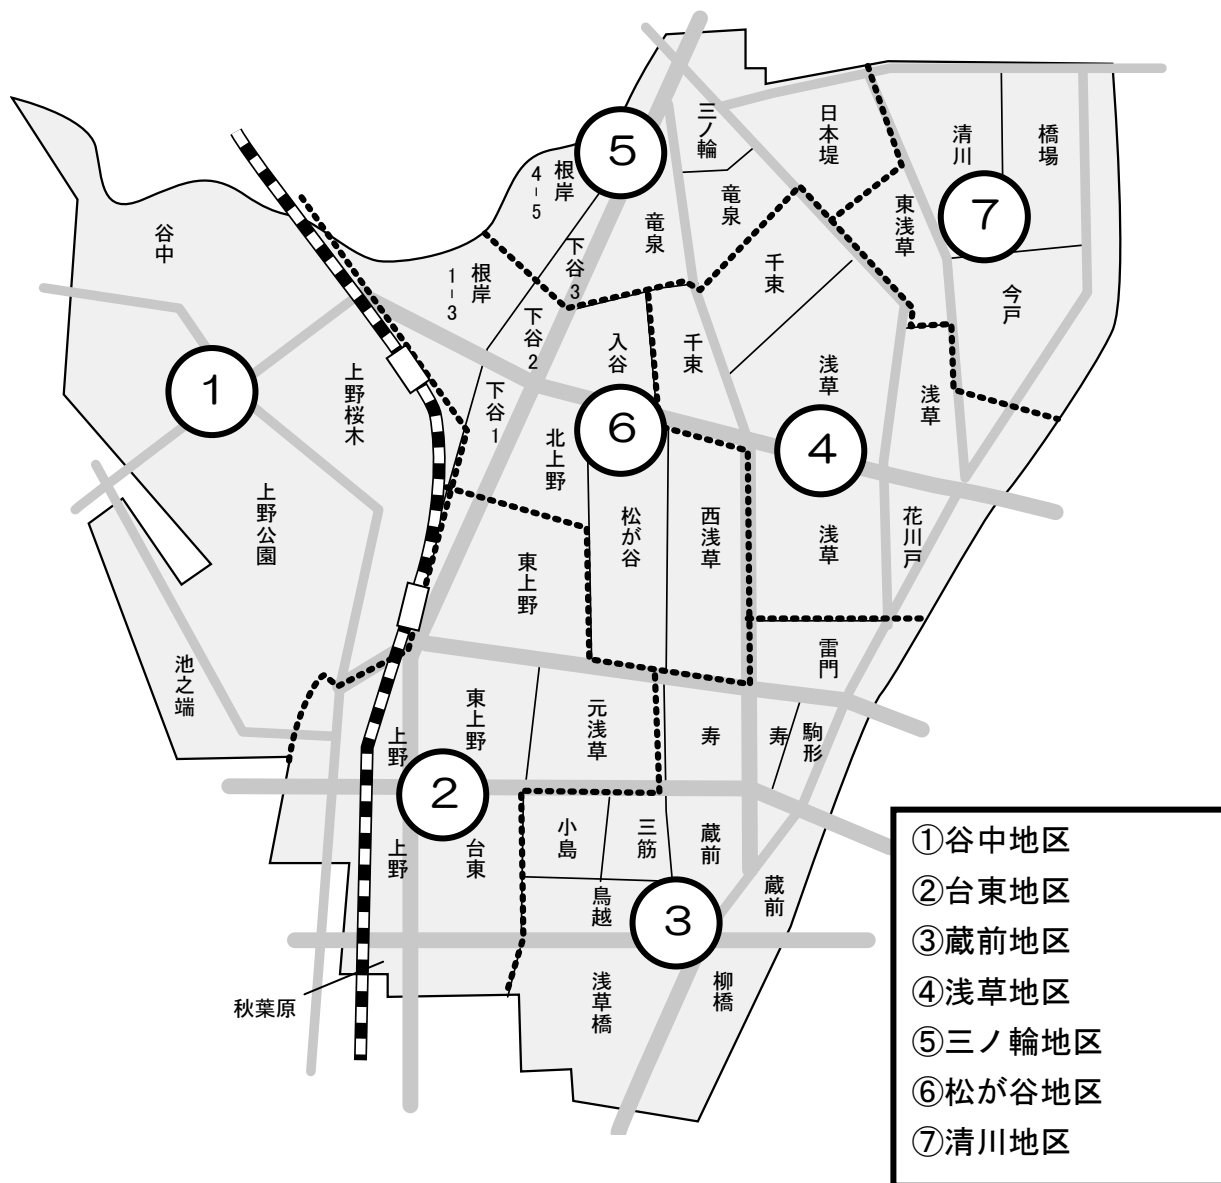 三ノ輪
日本堤
清川
橋場
⑤
根岸
4-5
竜泉
竜泉
東浅草
⑦
谷中
根岸
1-3
下谷3
千束
今戸
下谷2
入谷
千束
①
上野桜木
下谷1
浅草
浅草
⑥
北上野
④
上野公園
松が谷
西浅草
浅草
花川戸
東上野
池之端
雷門
東上野
元浅草
上野
寿
寿
駒形
②
小島
三筋
蔵前
上野
台東
鳥越
蔵前
③
浅草橋
柳橋
秋葉原
①谷中地区
②台東地区
③蔵前地区
④浅草地区
⑤三ノ輪地区
⑥松が谷地区
⑦清川地区